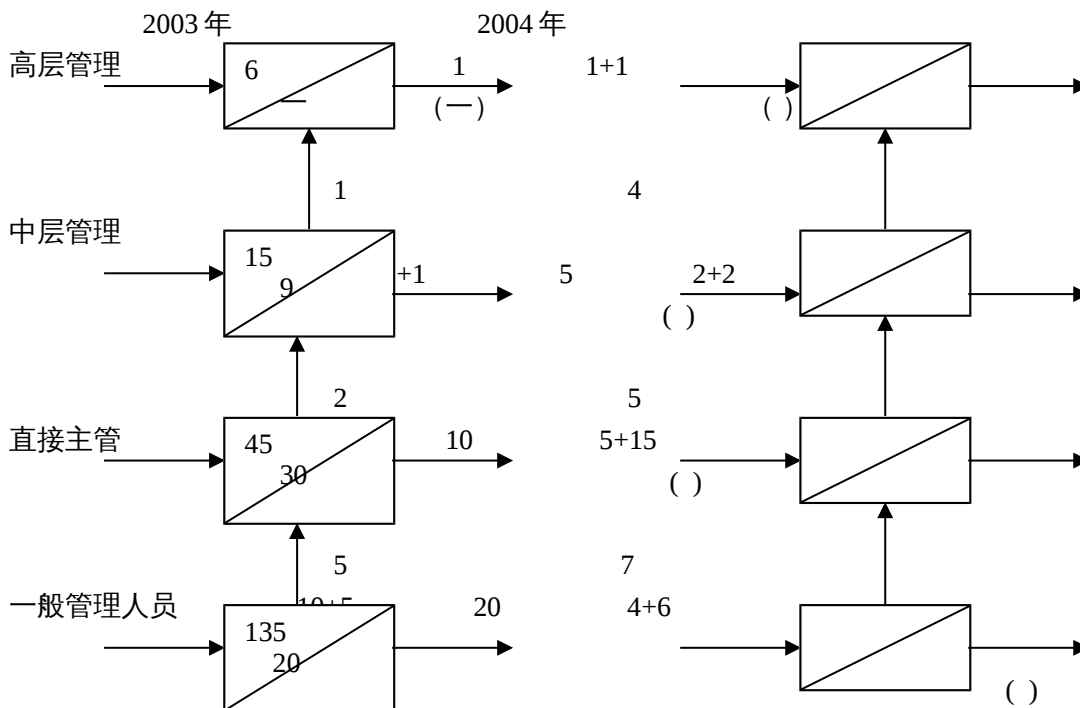 2003年 2004年
高层管理 6 1 1+1
一 （一） （ ）
1 4
中层管理
15 +1 5 2+2
9 ( )
2 5
直接主管 45 10 5+15
30 ( )
5 7
一般管理人员 20 4+6
135
20
( )